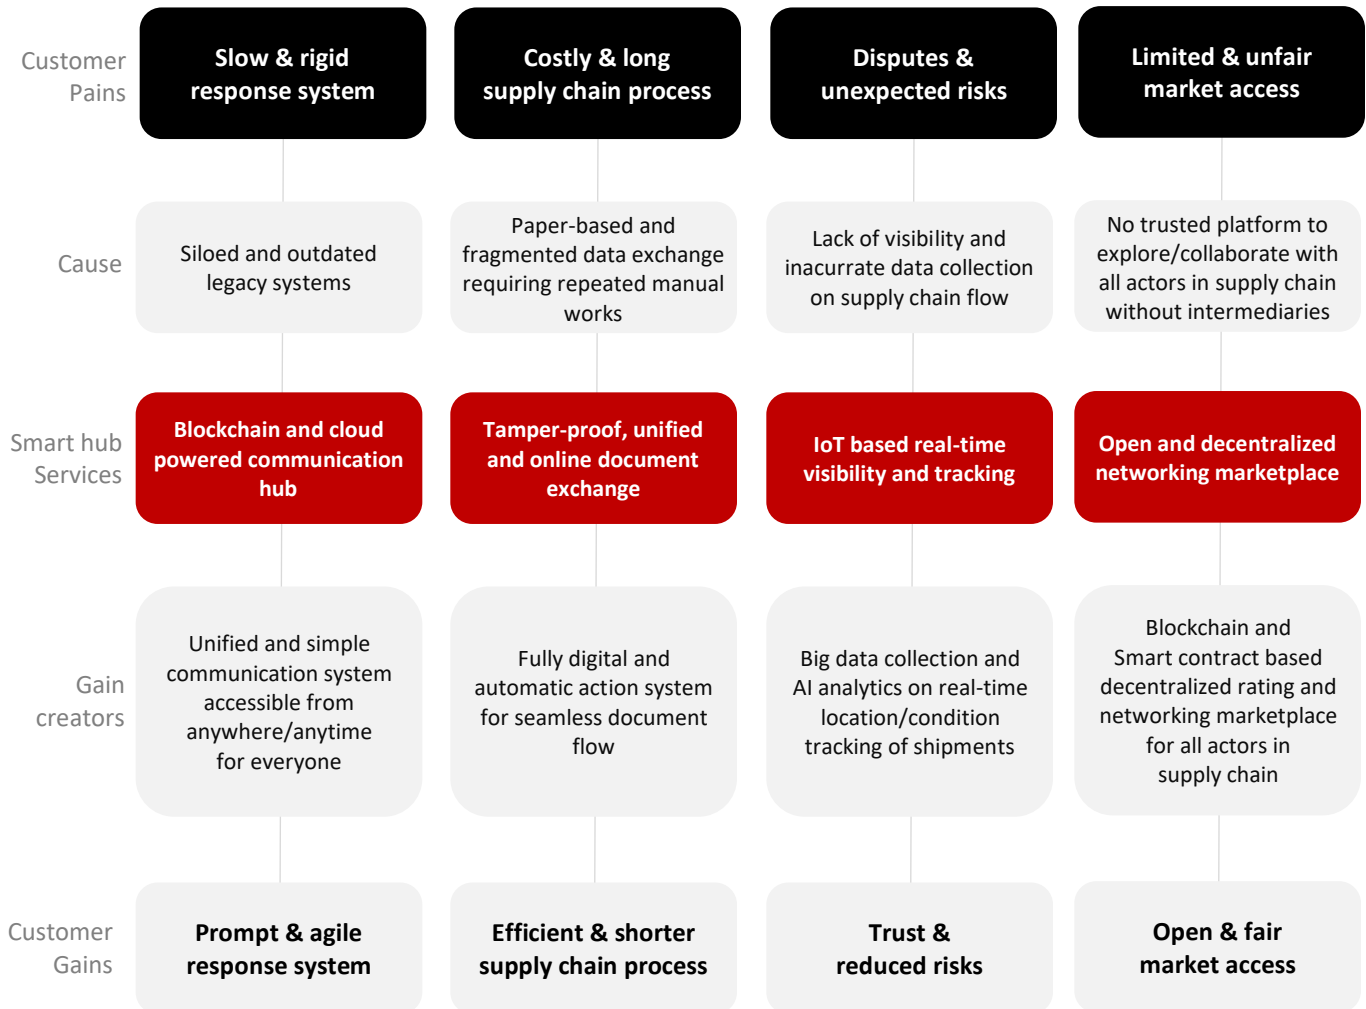 Customer
Pains
Slow & rigid
response system
Costly & long
supply chain process
Disputes &
unexpected risks
Limited & unfair
market access
Cause
Siloed and outdated
legacy systems
Paper-based and
fragmented data exchange
requiring repeated manual
works
Lack of visibility and
inacurrate data collection
on supply chain flow
No trusted platform to
explore/collaborate with
all actors in supply chain
without intermediaries
Smart hub
Services
Blockchain and cloud
powered communication
hub
Tamper-proof, unified
and online document
exchange
IoT based real-time
visibility and tracking
Open and decentralized
networking marketplace
Gain
creators
Unified and simple
communication system
accessible from
anywhere/anytime
for everyone
Fully digital and
automatic action system
for seamless document
flow
Big data collection and
AI analytics on real-time
location/condition
tracking of shipments
Blockchain and
Smart contract based
decentralized rating and
networking marketplace
for all actors in
supply chain
Customer
Gains
Prompt & agile
response system
Efficient & shorter
supply chain process
Trust &
reduced risks
Open & fair
market access